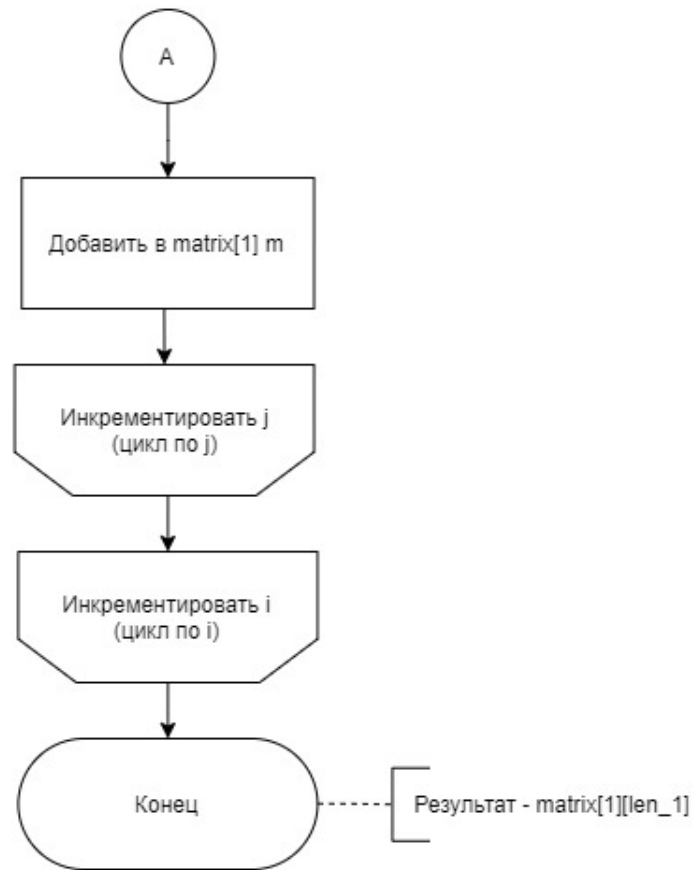 A
Добавить в matrix[1] m
Инкрементировать j
(цикл по j)
Инкрементировать i
(цикл по i)
Конец
Результат - matrix[1][len_1]